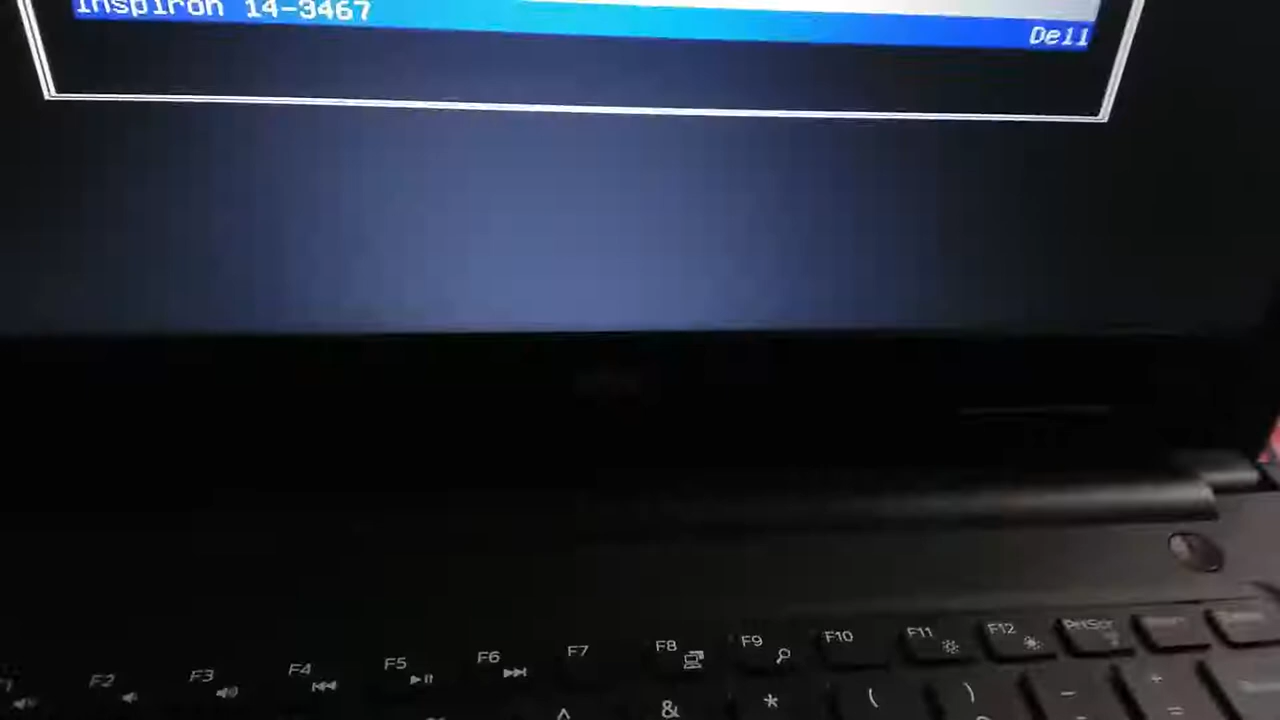 Inspiron 14-3467
Dell
F2
F3
F4
F5
F6
F7
F8
F9
F10
F11
F12
PrtScr
^
&
*
(
)
-
+
=